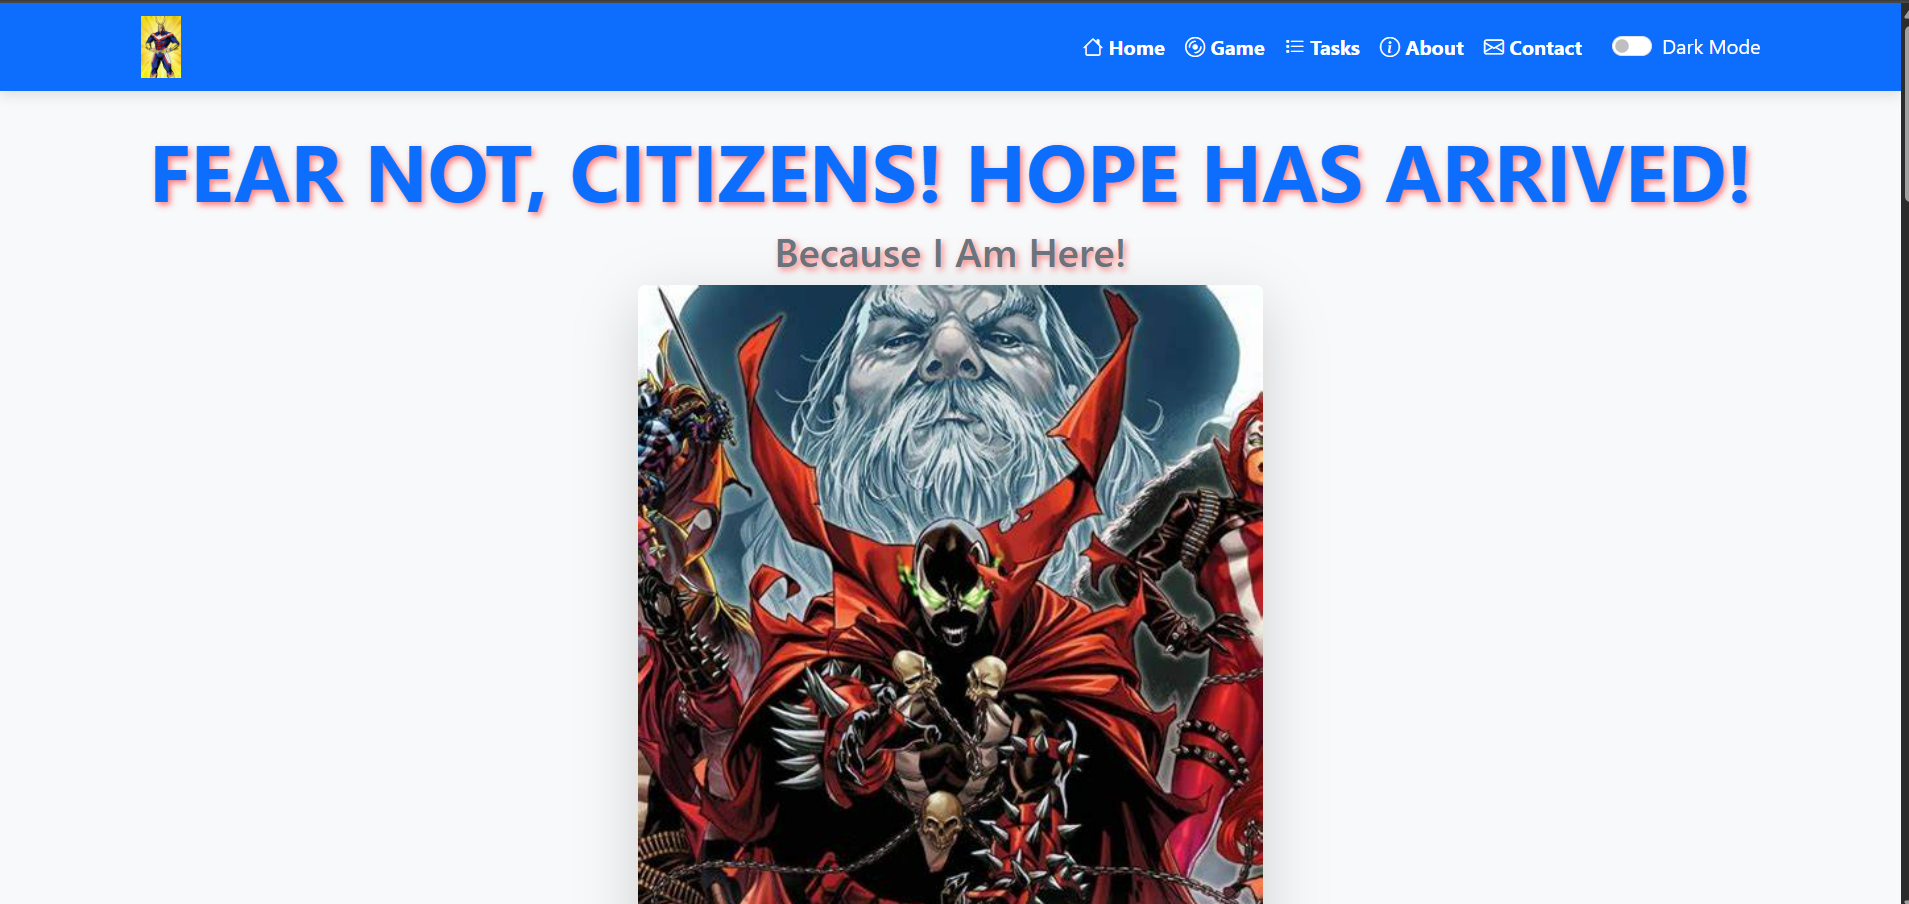 Home Game Tasks About Contact Dark Mode
FEAR NOT, CITIZENS! HOPE HAS ARRIVED!
Because I Am Here!